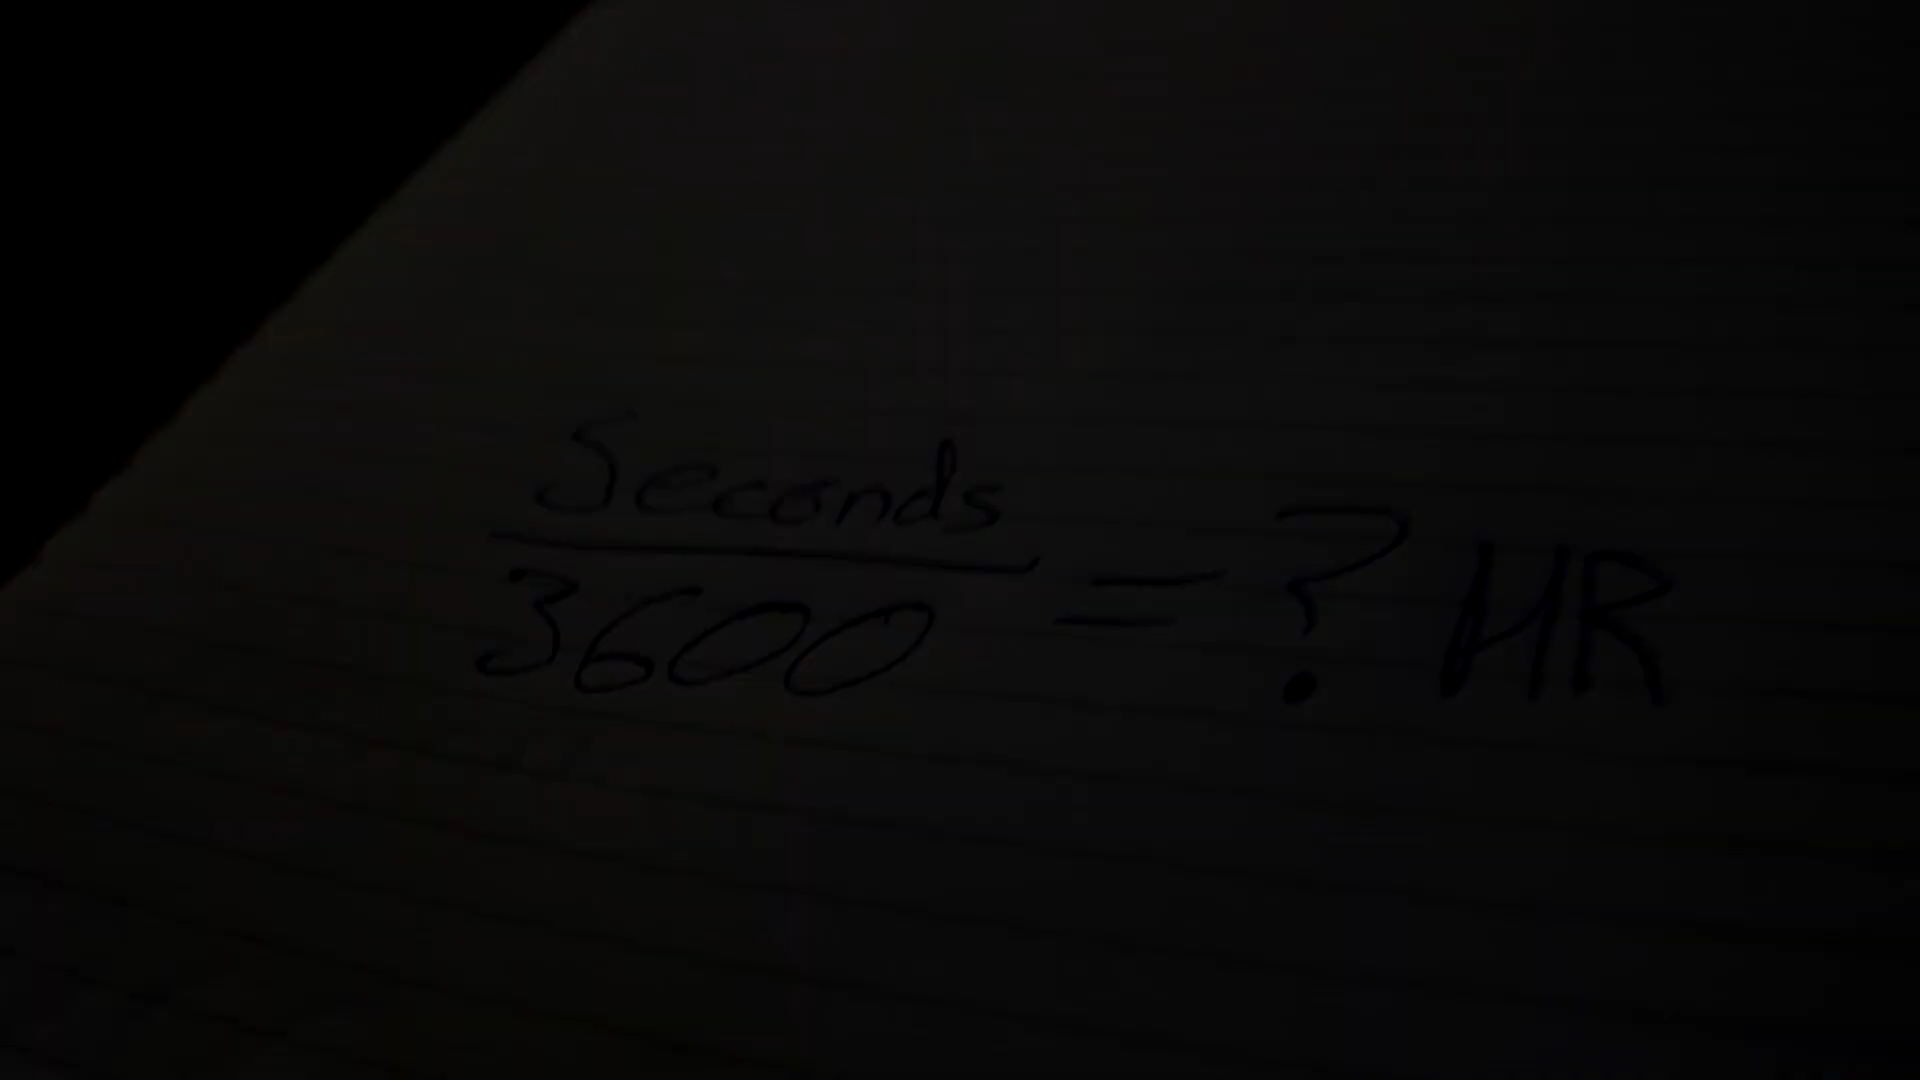 Seconds
3600 = ? HR